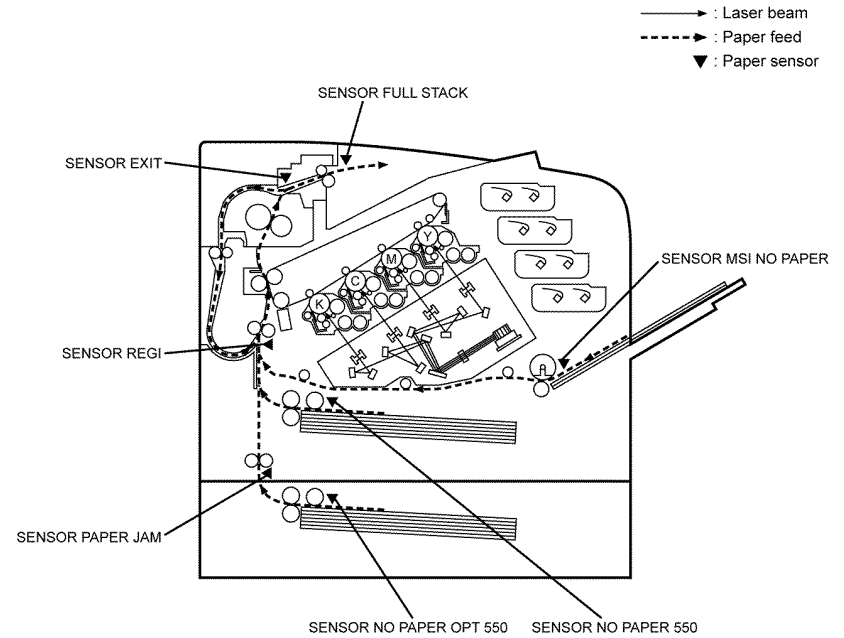 : Laser beam
: Paper feed
: Paper sensor
SENSOR FULL STACK
SENSOR EXIT
Y
M
C
K
SENSOR MSI NO PAPER
SENSOR REGI
SENSOR PAPER JAM
SENSOR NO PAPER OPT 550
SENSOR NO PAPER 550